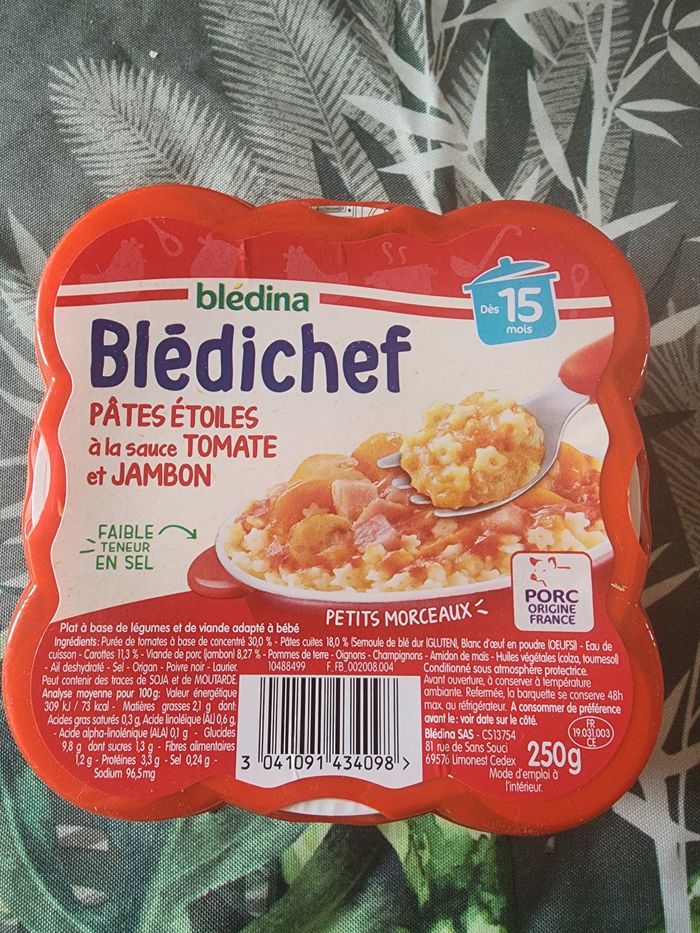 blédina
Dès 15
mois
Blédichef
PÂTES ÉTOILES
à la sauce TOMATE
et JAMBON
FAIBLE
TENEUR
EN SEL
PORC
ORIGINE
FRANCE
PETITS MORCEAUX
Plat à base de légumes et de viande adapté à bébé
Ingrédients: Purée de tomates à base de concentré 30,0 % - Pâtes cuites 18,0 % (Semoule de blé dur (GLUTEN), Blanc d'œuf en poudre (OEUFS)) - Eau de
cuisson - Carottes 11,3 % - Viande de porc (jambon) 8,27 % - Pommes de terre - Oignons - Champignons - Amidon de maïs - Huiles végétales (colza, tournesol)
- Ail deshydraté - Sel - Origan - Poivre noir - Laurier.
10488499 F_FB_002008.004
Peut contenir des traces de SOJA et de MOUTARDE.
Analyse moyenne pour 100g: Valeur énergétique
309 kJ / 73 kcal - Matières grasses 2,1 g dont:
Acides gras saturés 0,3 g, Acide linoléique (AL) 0,6 g,
- Acide alpha-linolénique (ALA) 0,1 g - Glucides
9,8 g dont sucres 1,3 g - Fibres alimentaires
1,2 g - Protéines 3,3 g - Sel 0,24 g -
Sodium 96,5 mg
3 041091 434098 >
Conditionné sous atmosphère protectrice.
Avant ouverture, à conserver à température
ambiante. Refermée, la barquette se conserve 48h
max. au réfrigérateur. A consommer de préférence
avant le: voir date sur le côté.
Blédina SAS - CS13754
81 rue de Sans Souci
69576 Limonest Cedex
250g
FR
19.031.003
CE
Mode d'emploi à
l'intérieur.